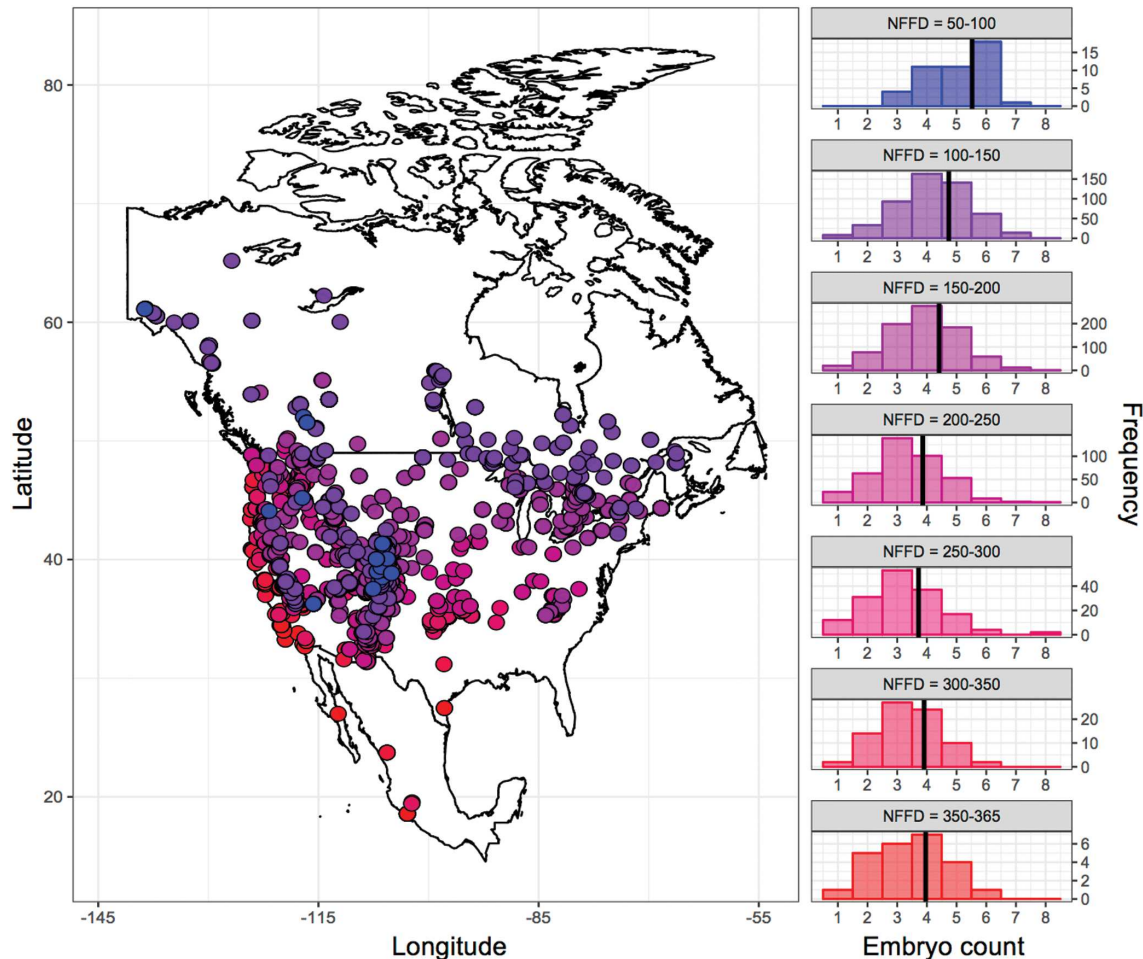 80
60
40
20
Latitude
-145 -115 -85 -55
Longitude
NFFD = 50-100
15
10
5
0
1 2 3 4 5 6 7 8
NFFD = 100-150
150
100
50
0
1 2 3 4 5 6 7 8
NFFD = 150-200
200
100
0
1 2 3 4 5 6 7 8
NFFD = 200-250
100
50
0
1 2 3 4 5 6 7 8
NFFD = 250-300
40
20
0
1 2 3 4 5 6 7 8
NFFD = 300-350
20
10
0
1 2 3 4 5 6 7 8
NFFD = 350-365
6
4
2
0
1 2 3 4 5 6 7 8
Embryo count
Frequency